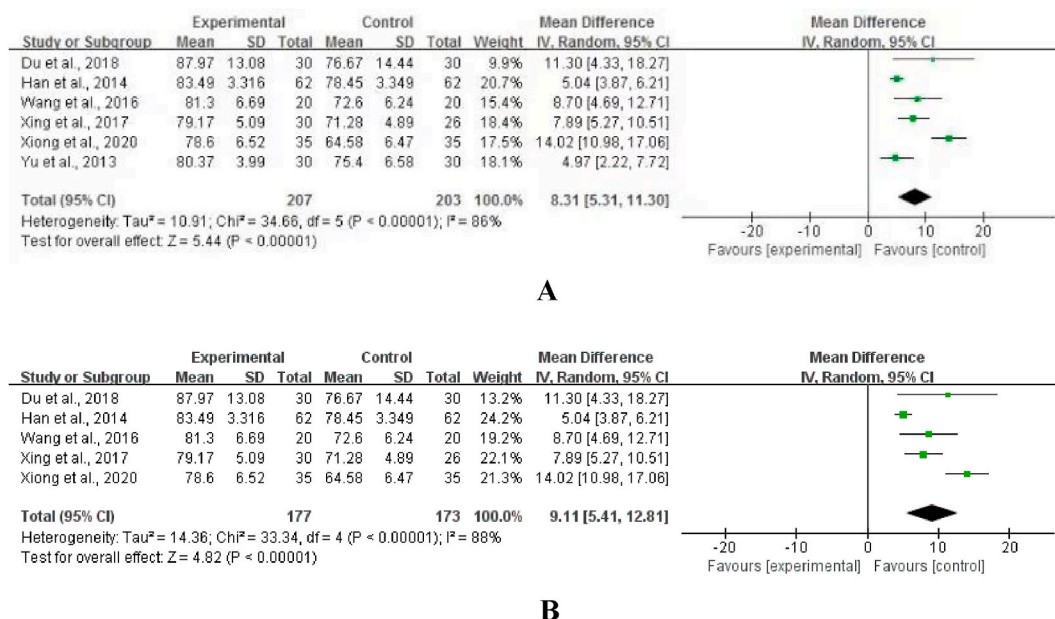 Experimental Control Mean Difference Mean Difference
Study or Subgroup Mean SD Total Mean SD Total Weight IV, Random, 95% CI IV, Random, 95% CI
Du et al., 2018 87.97 13.08 30 76.67 14.44 30 9.9% 11.30 [4.33, 18.27]
Han et al., 2014 83.49 3.316 62 78.45 3.349 62 20.7% 5.04 [3.87, 6.21]
Wang et al., 2016 81.3 6.69 20 72.6 6.24 20 15.4% 8.70 [4.69, 12.71]
Xing et al., 2017 79.17 5.09 30 71.28 4.89 26 18.4% 7.89 [5.27, 10.51]
Xiong et al., 2020 78.6 6.52 35 64.58 6.47 35 17.5% 14.02 [10.98, 17.06]
Yu et al., 2013 80.37 3.99 30 75.4 6.58 30 18.1% 4.97 [2.22, 7.72]
Total (95% CI) 207 203 100.0% 8.31 [5.31, 11.30]
Heterogeneity: Tau² = 10.91; Chi² = 34.66, df = 5 (P < 0.00001); I² = 86%
Test for overall effect: Z = 5.44 (P < 0.00001)
-20 -10 0 10 20
Favours [experimental] Favours [control]
A
Experimental Control Mean Difference Mean Difference
Study or Subgroup Mean SD Total Mean SD Total Weight IV, Random, 95% CI IV, Random, 95% CI
Du et al., 2018 87.97 13.08 30 76.67 14.44 30 13.2% 11.30 [4.33, 18.27]
Han et al., 2014 83.49 3.316 62 78.45 3.349 62 24.2% 5.04 [3.87, 6.21]
Wang et al., 2016 81.3 6.69 20 72.6 6.24 20 19.2% 8.70 [4.69, 12.71]
Xing et al., 2017 79.17 5.09 30 71.28 4.89 26 22.1% 7.89 [5.27, 10.51]
Xiong et al., 2020 78.6 6.52 35 64.58 6.47 35 21.3% 14.02 [10.98, 17.06]
Total (95% CI) 177 173 100.0% 9.11 [5.41, 12.81]
Heterogeneity: Tau² = 14.36; Chi² = 33.34, df = 4 (P < 0.00001); I² = 88%
Test for overall effect: Z = 4.82 (P < 0.00001)
-20 -10 0 10 20
Favours [experimental] Favours [control]
B